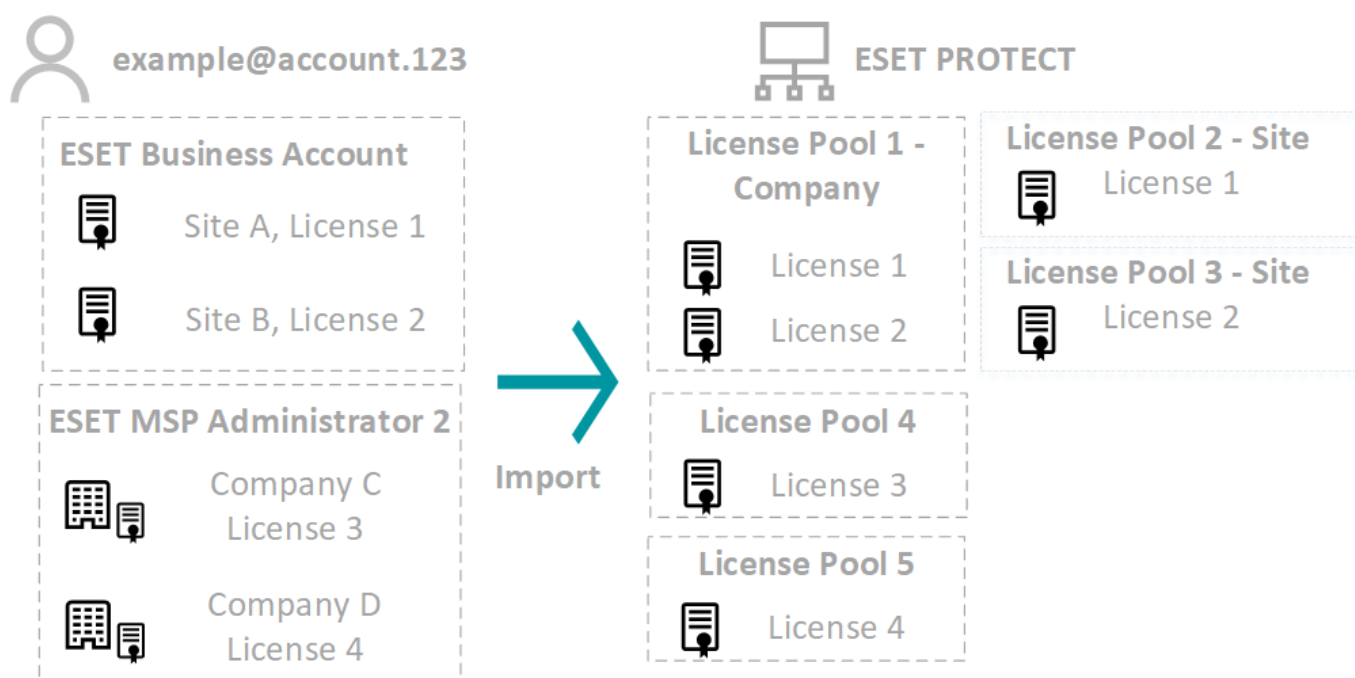 example@account.123
ESET Business Account
Site A, License 1
Site B, License 2
ESET MSP Administrator 2
Company C
License 3
Company D
License 4
Import
ESET PROTECT
License Pool 1 -
Company
License 1
License 2
License Pool 2 - Site
License 1
License Pool 3 - Site
License 2
License Pool 4
License 3
License Pool 5
License 4